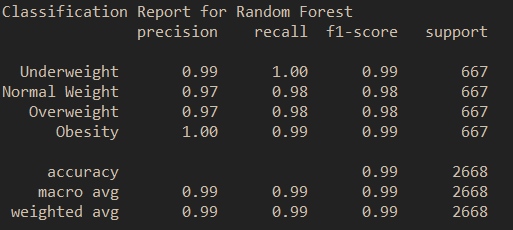 Classification Report for Random Forest
precision recall f1-score support
Underweight 0.99 1.00 0.99 667
Normal Weight 0.97 0.98 0.98 667
Overweight 0.97 0.98 0.98 667
Obesity 1.00 0.99 0.99 667
accuracy 0.99 2668
macro avg 0.99 0.99 0.99 2668
weighted avg 0.99 0.99 0.99 2668